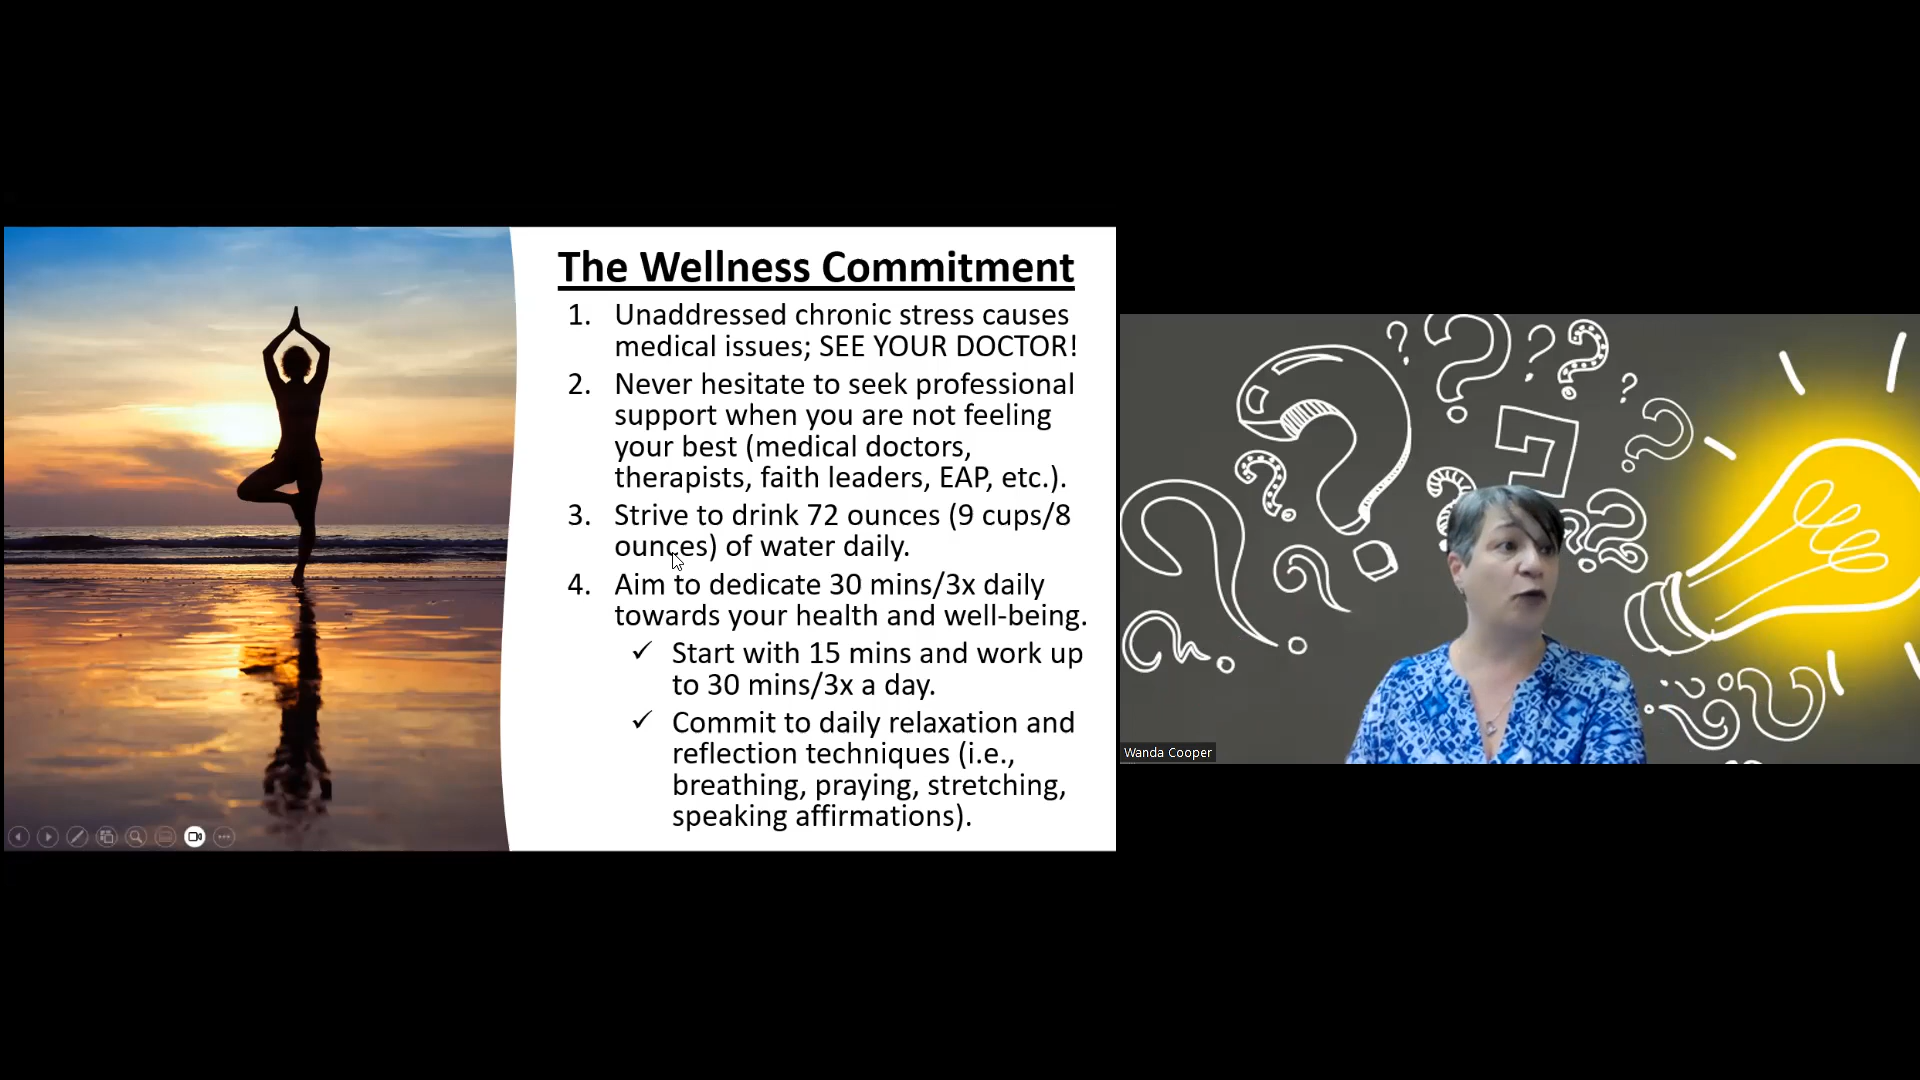 The Wellness Commitment
1. Unaddressed chronic stress causes
medical issues; SEE YOUR DOCTOR!
2. Never hesitate to seek professional
support when you are not feeling
your best (medical doctors,
therapists, faith leaders, EAP, etc.).
3. Strive to drink 72 ounces (9 cups/8
ounces) of water daily.
4. Aim to dedicate 30 mins/3x daily
towards your health and well-being.
✓ Start with 15 mins and work up
to 30 mins/3x a day.
✓ Commit to daily relaxation and
reflection techniques (i.e.,
breathing, praying, stretching,
speaking affirmations).
Wanda Cooper